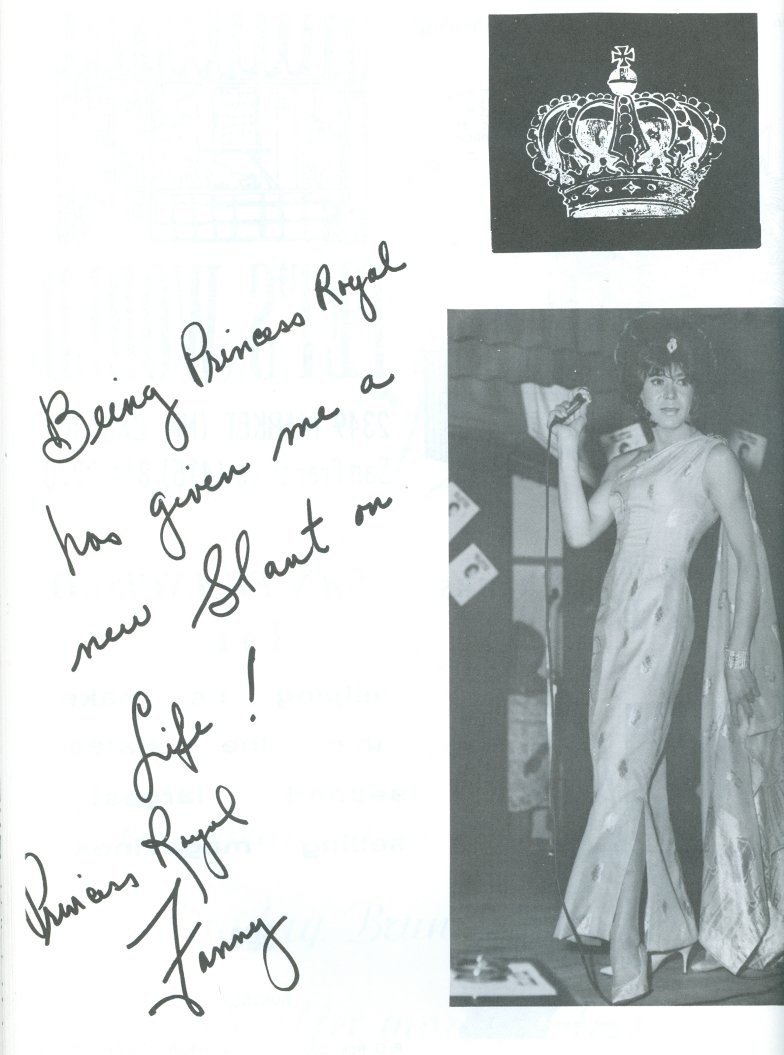 Being Princess Royal
has given me a
new Slant on
Life!
Princess Royal
Fanny